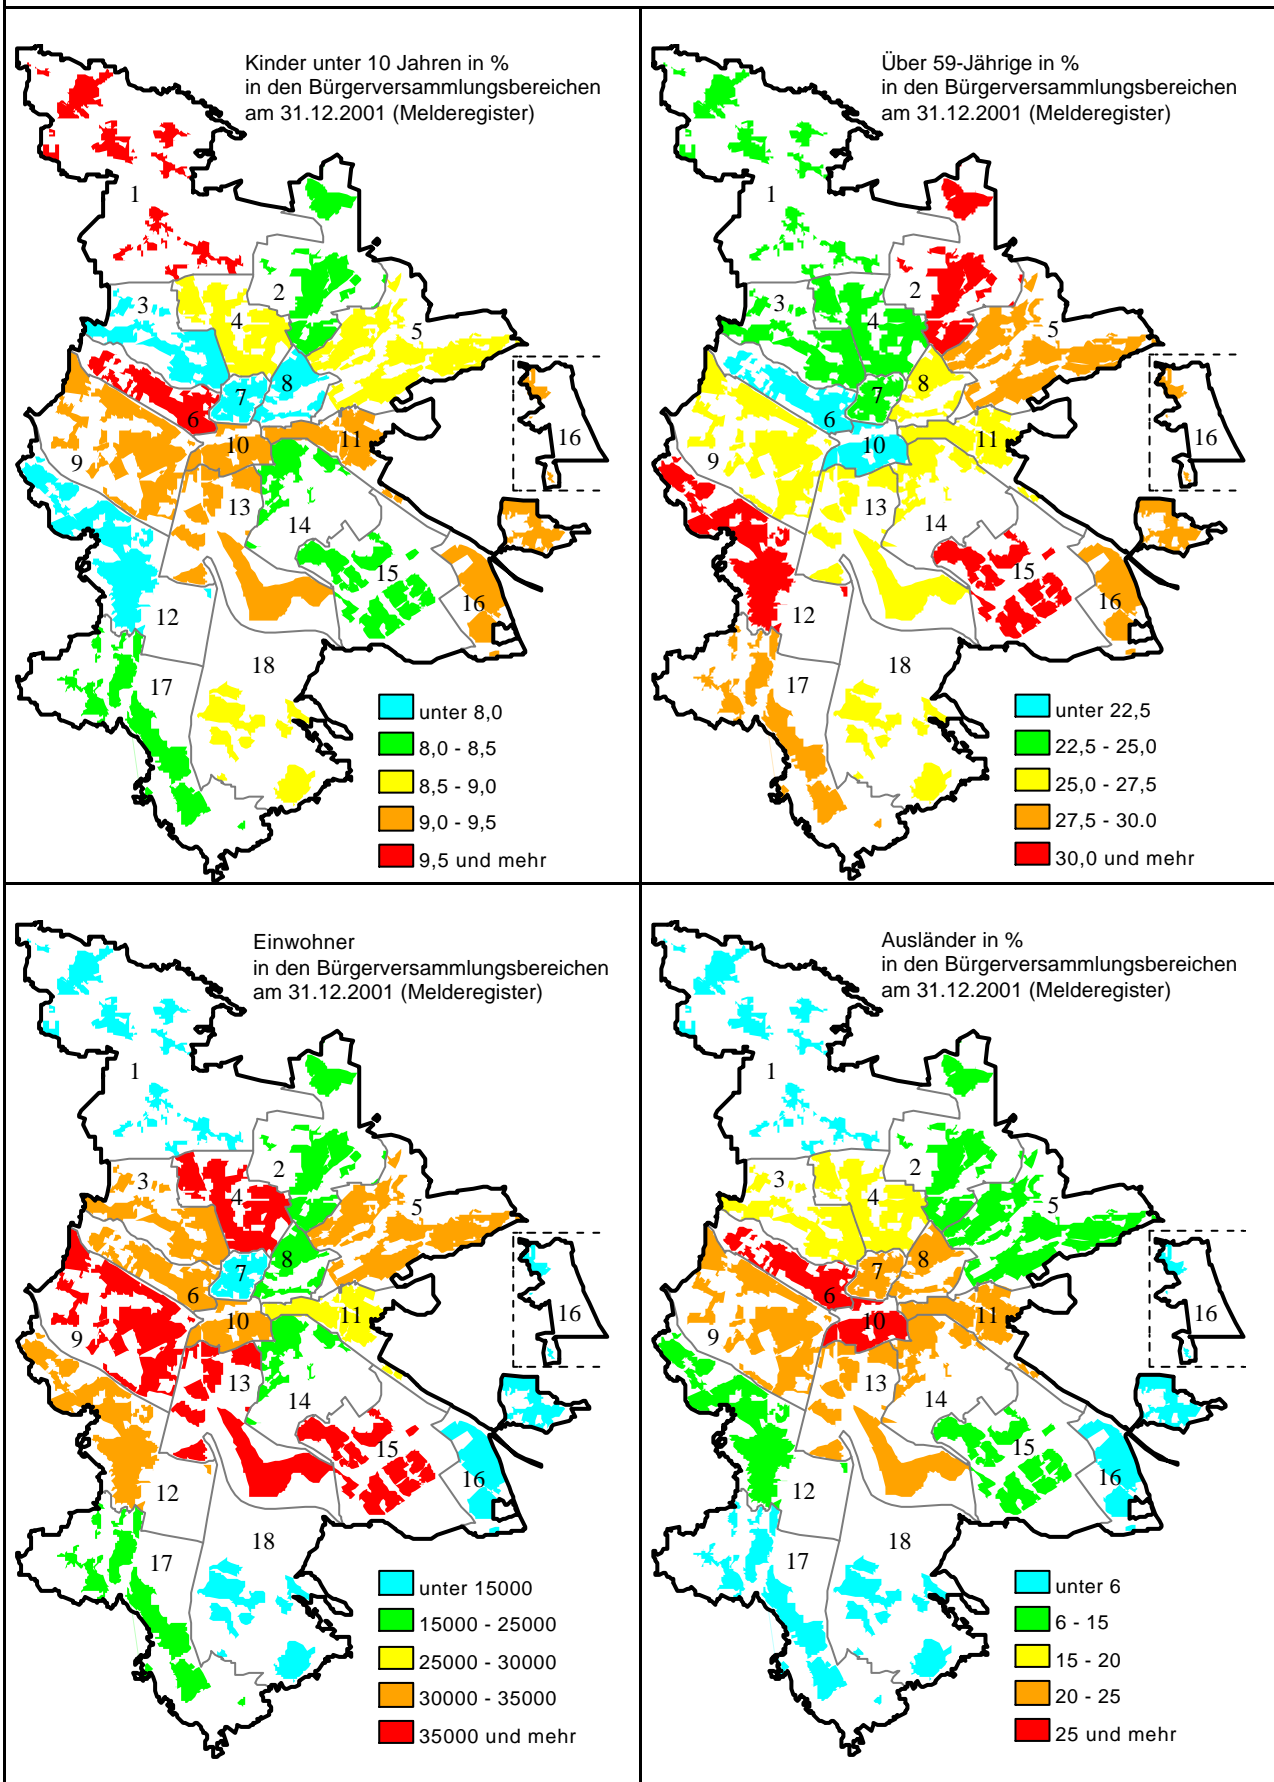 Kinder unter 10 Jahren in %
in den Bürgerversammlungsbereichen
am 31.12.2001 (Melderegister)
1
2
3
4
5
6
7
8
9
10
11
12
13
14
15
16
16
17
18
unter 8,0
8,0 - 8,5
8,5 - 9,0
9,0 - 9,5
9,5 und mehr
Über 59-Jährige in %
in den Bürgerversammlungsbereichen
am 31.12.2001 (Melderegister)
1
2
3
4
5
6
7
8
9
10
11
12
13
14
15
16
16
17
18
unter 22,5
22,5 - 25,0
25,0 - 27,5
27,5 - 30.0
30,0 und mehr
Einwohner
in den Bürgerversammlungsbereichen
am 31.12.2001 (Melderegister)
1
2
3
4
5
6
7
8
9
10
11
12
13
14
15
16
16
17
18
unter 15000
15000 - 25000
25000 - 30000
30000 - 35000
35000 und mehr
Ausländer in %
in den Bürgerversammlungsbereichen
am 31.12.2001 (Melderegister)
1
2
3
4
5
6
7
8
9
10
11
12
13
14
15
16
16
17
18
unter 6
6 - 15
15 - 20
20 - 25
25 und mehr